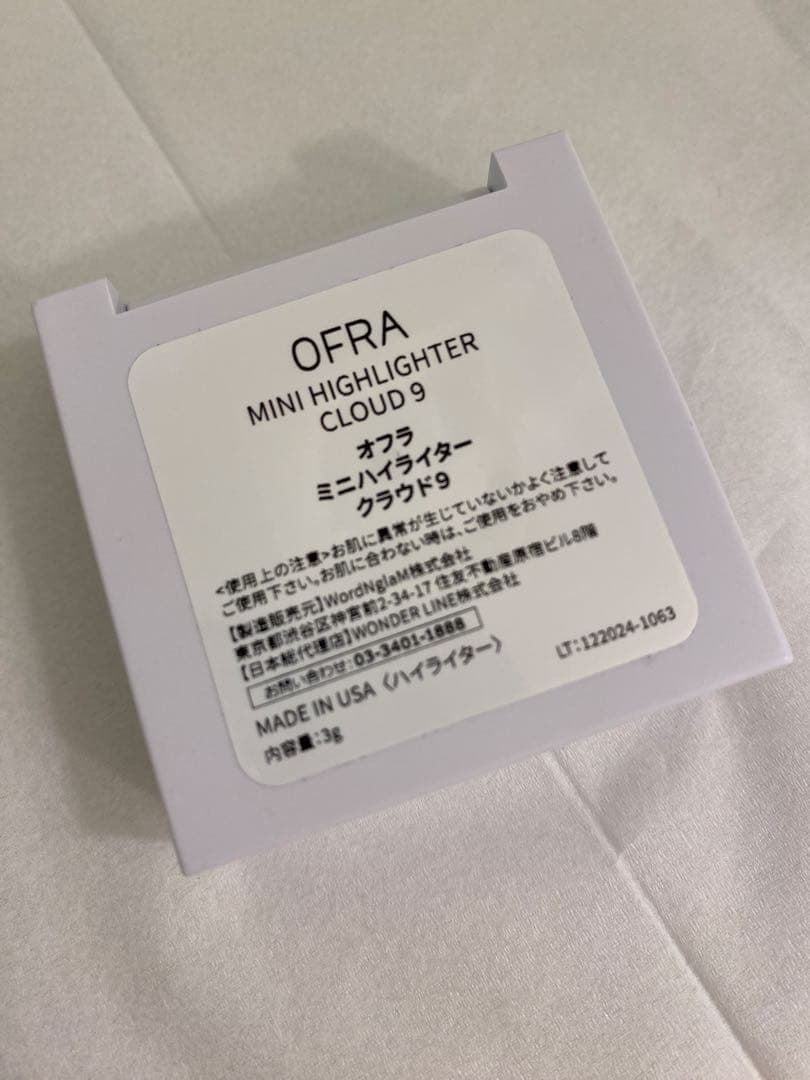 OFRA
MINI HIGHLIGHTER
CLOUD 9
オフラ
ミニハイライター
クラウド9
<使用上の注意>お肌に異常が生じていないかよく注意して
ご使用下さい。お肌に合わない時は、ご使用をおやめ下さい。
【製造販売元】WordNglaM株式会社
東京都渋谷区神宮前2-34-17 住友不動産原宿ビル8階
【日本総代理店】WONDER LINE株式会社
お問い合わせ:03-3401-1888
MADE IN USA〈ハイライター〉
内容量:3g
LT:122024-1063